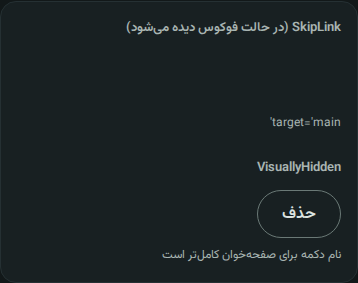 SkipLink (در حالت فوکوس دیده می‌شود)
target='main'
VisuallyHidden
حذف
نام دکمه برای صفحه‌خوان کامل‌تر است